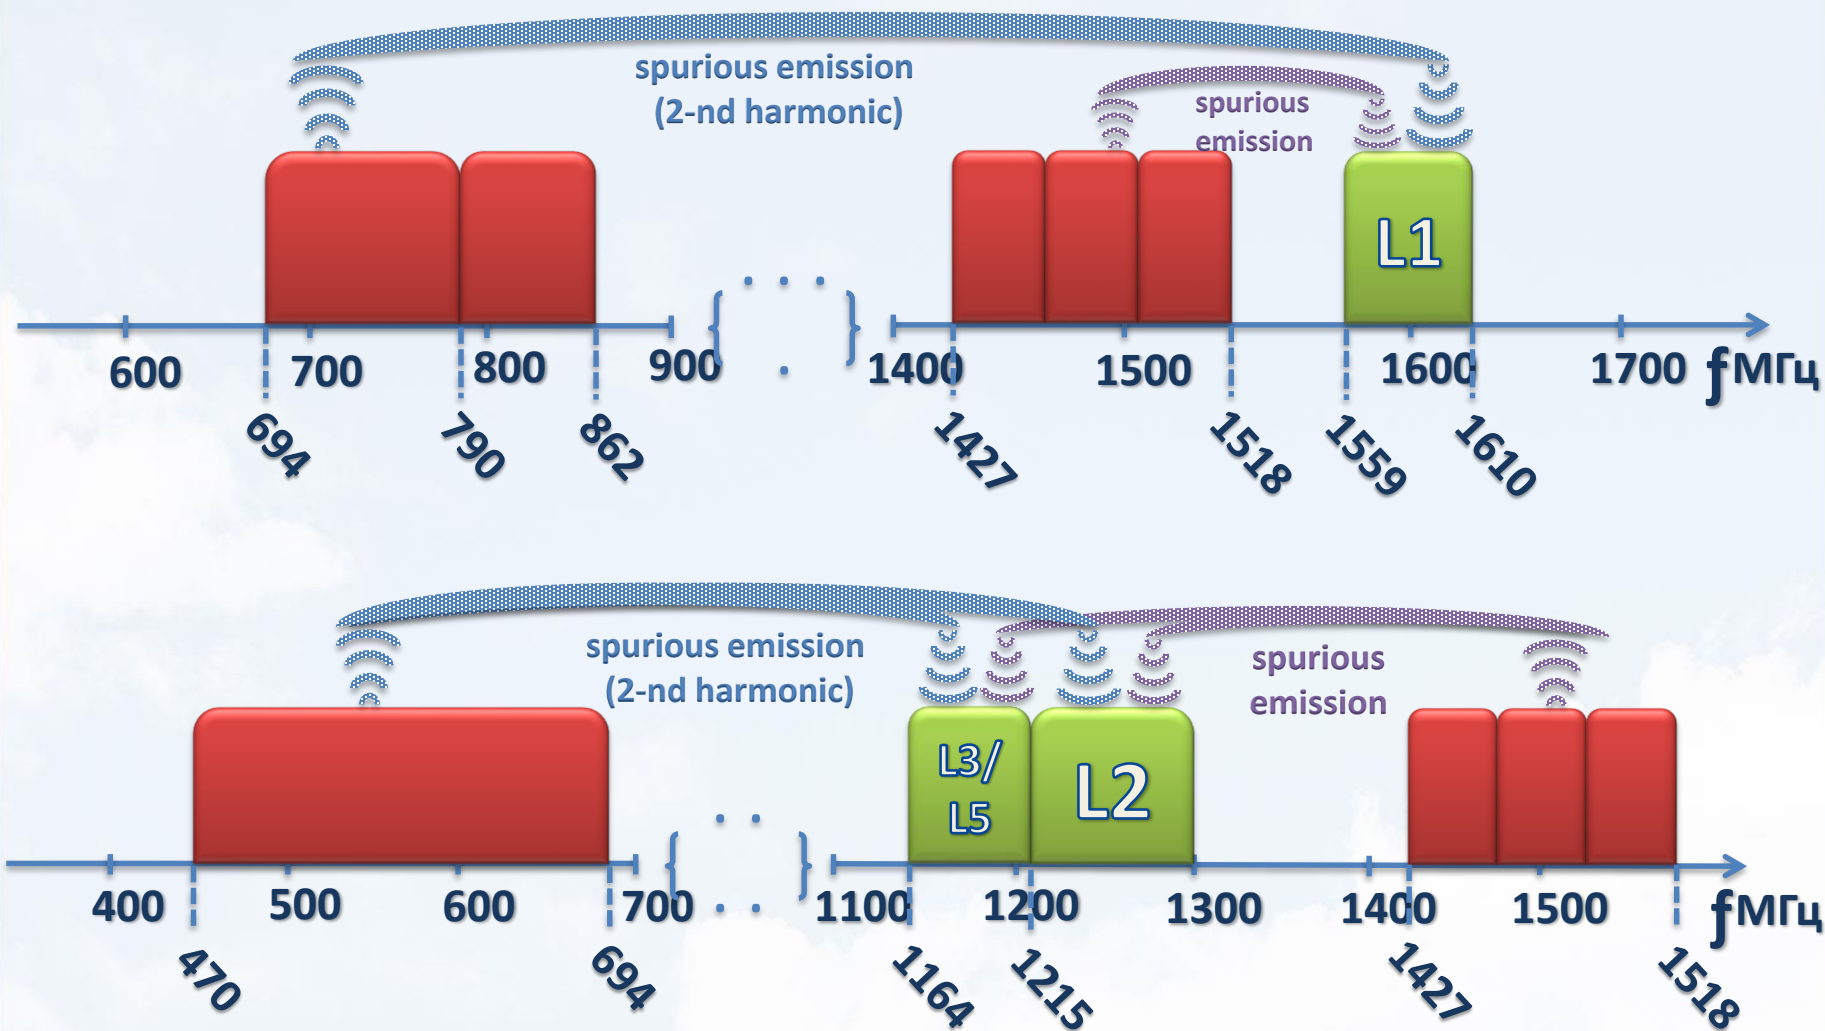 spurious emission
(2-nd harmonic)
spurious
emission
L1
600 700 800 900 1400 1500 1600 1700 ƒМГц
694 790 862 1427 1518 1559 1610
spurious emission
(2-nd harmonic)
spurious
emission
L3/
L5
L2
400 500 600 700 1100 1200 1300 1400 1500 ƒМГц
470 694 1164 1215 1427 1518